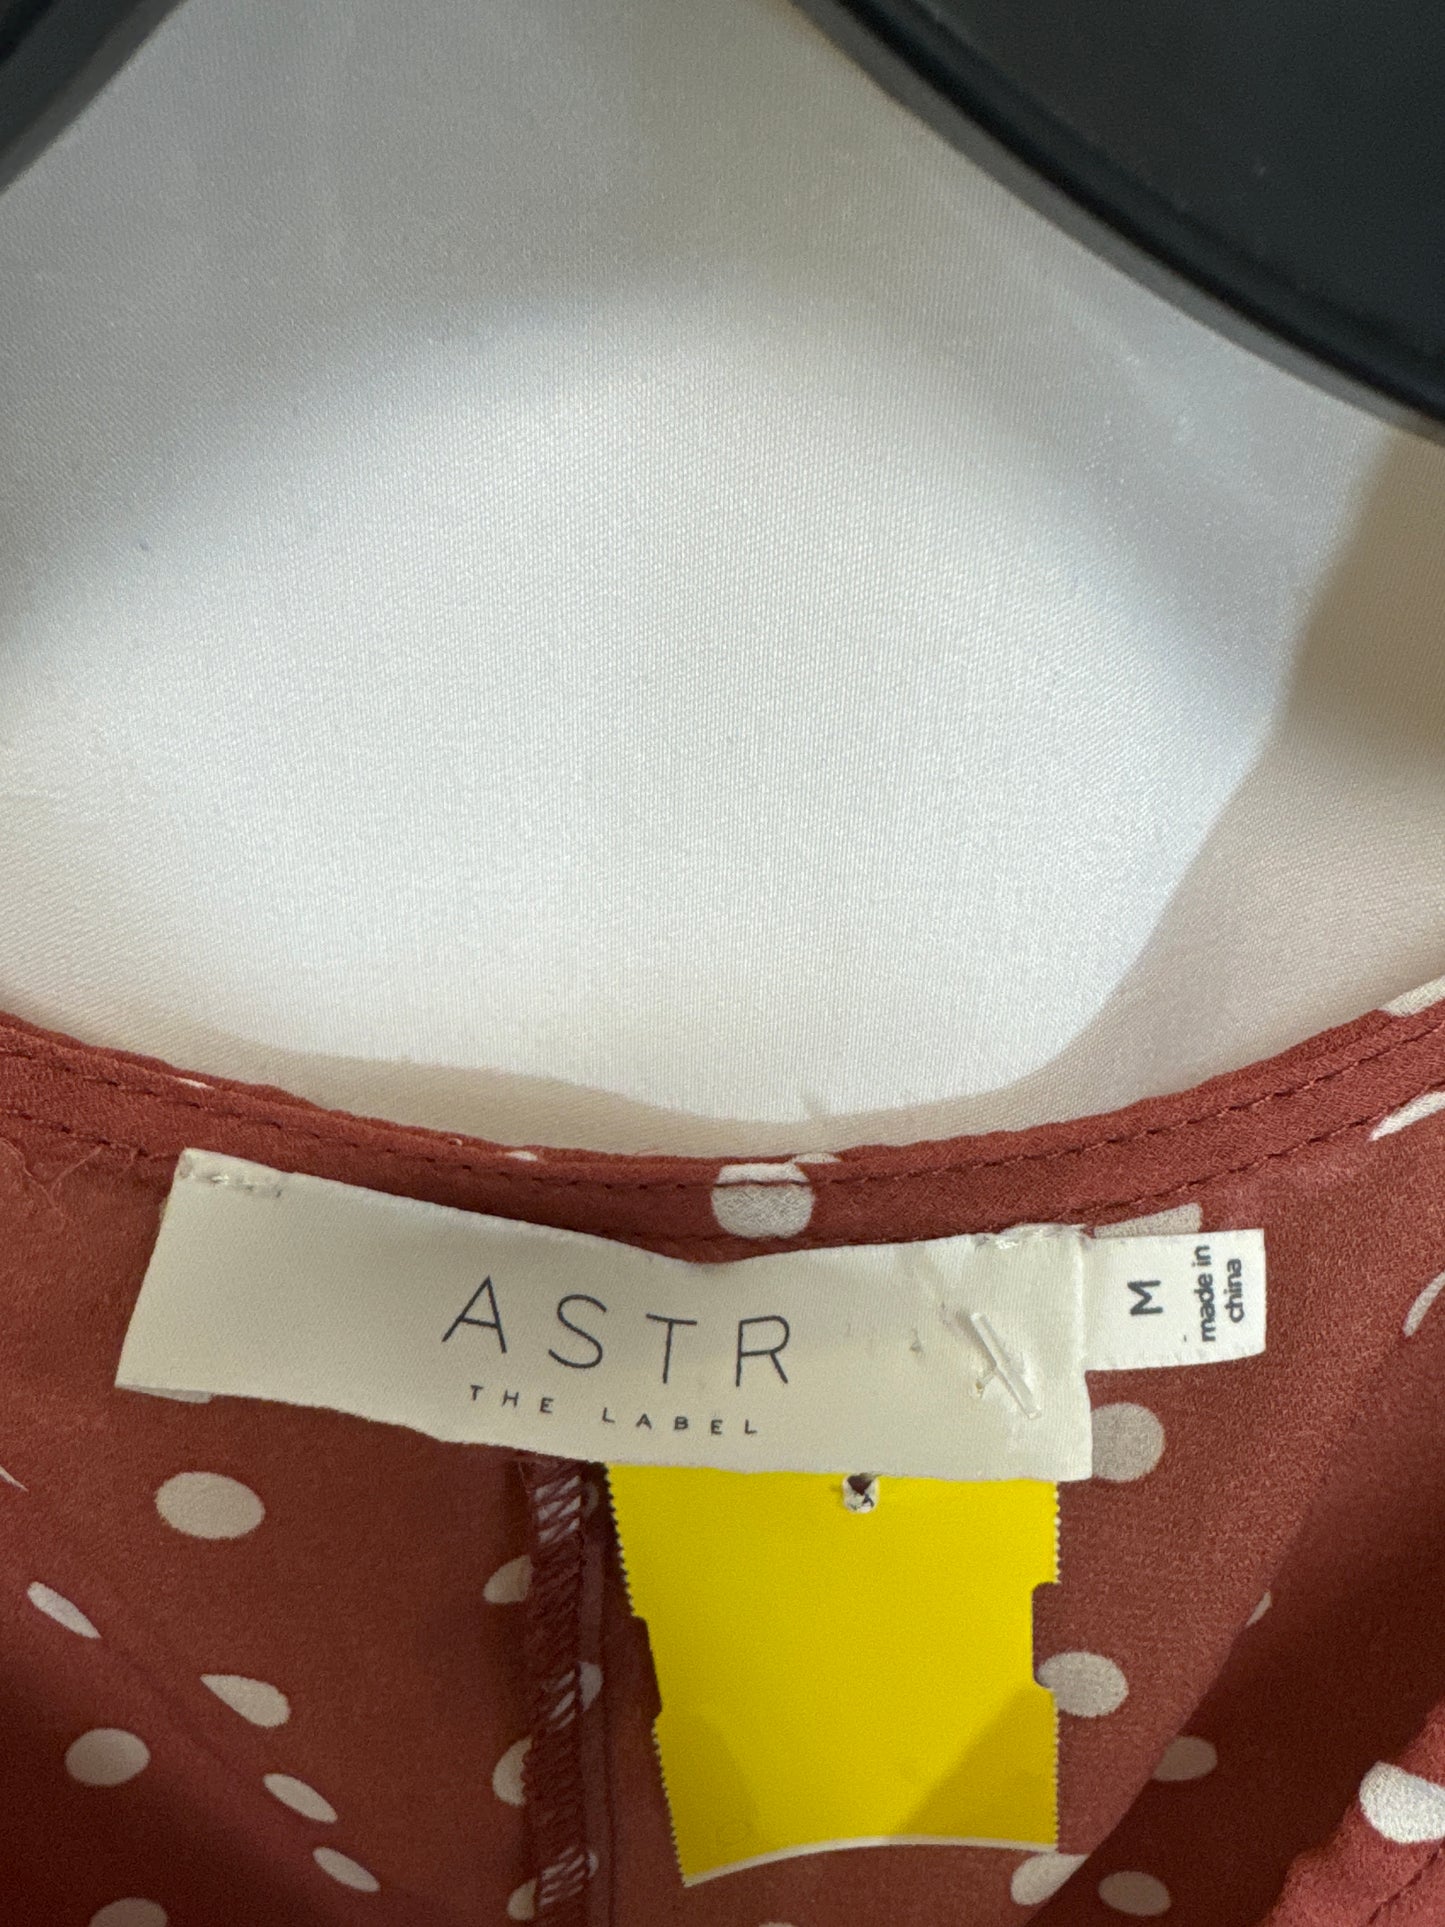 ASTR
THE LABEL
M
made in
china